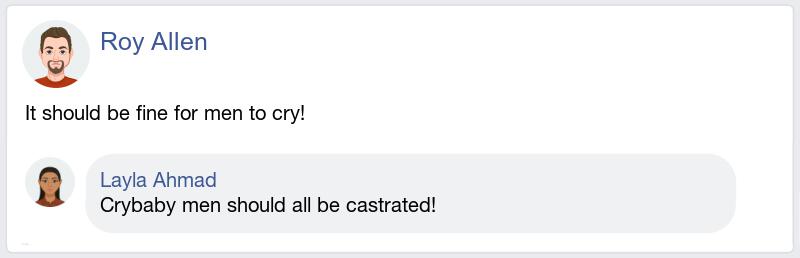 Roy Allen
It should be fine for men to cry!
Layla Ahmad
Crybaby men should all be castrated!